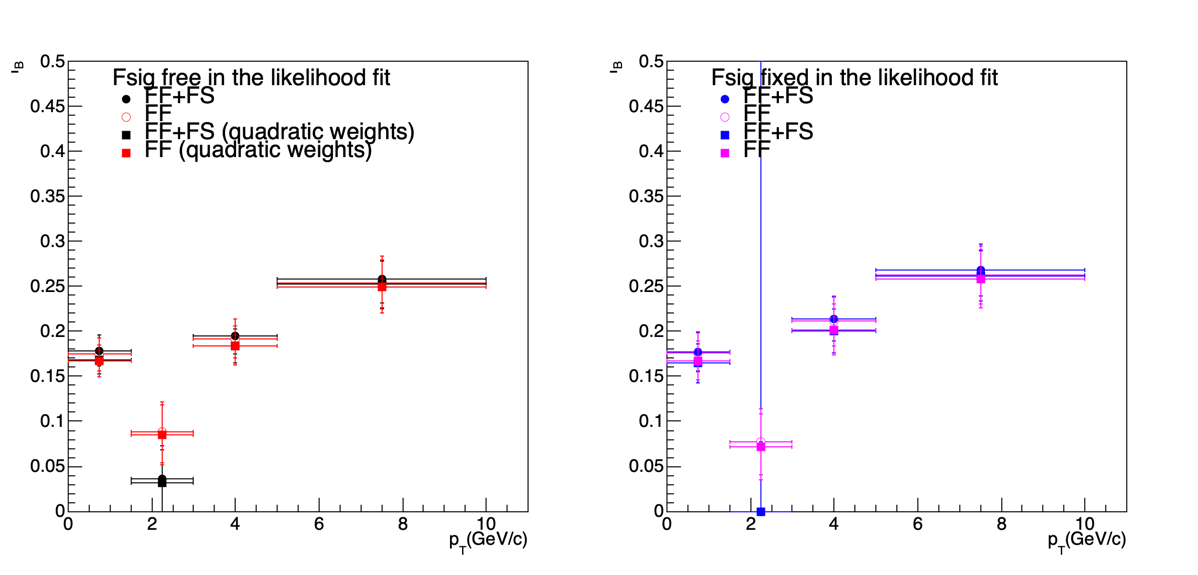 Fsig free in the likelihood fit
FF+FS
FF
FF+FS (quadratic weights)
FF (quadratic weights)
0.5
0.45
0.4
0.35
0.3
0.25
0.2
0.15
0.1
0.05
0
0 2 4 6 8 10
pT(GeV/c)
Fsig fixed in the likelihood fit
FF+FS
FF
FF+FS
FF
0.5
0.45
0.4
0.35
0.3
0.25
0.2
0.15
0.1
0.05
0
0 2 4 6 8 10
pT(GeV/c)